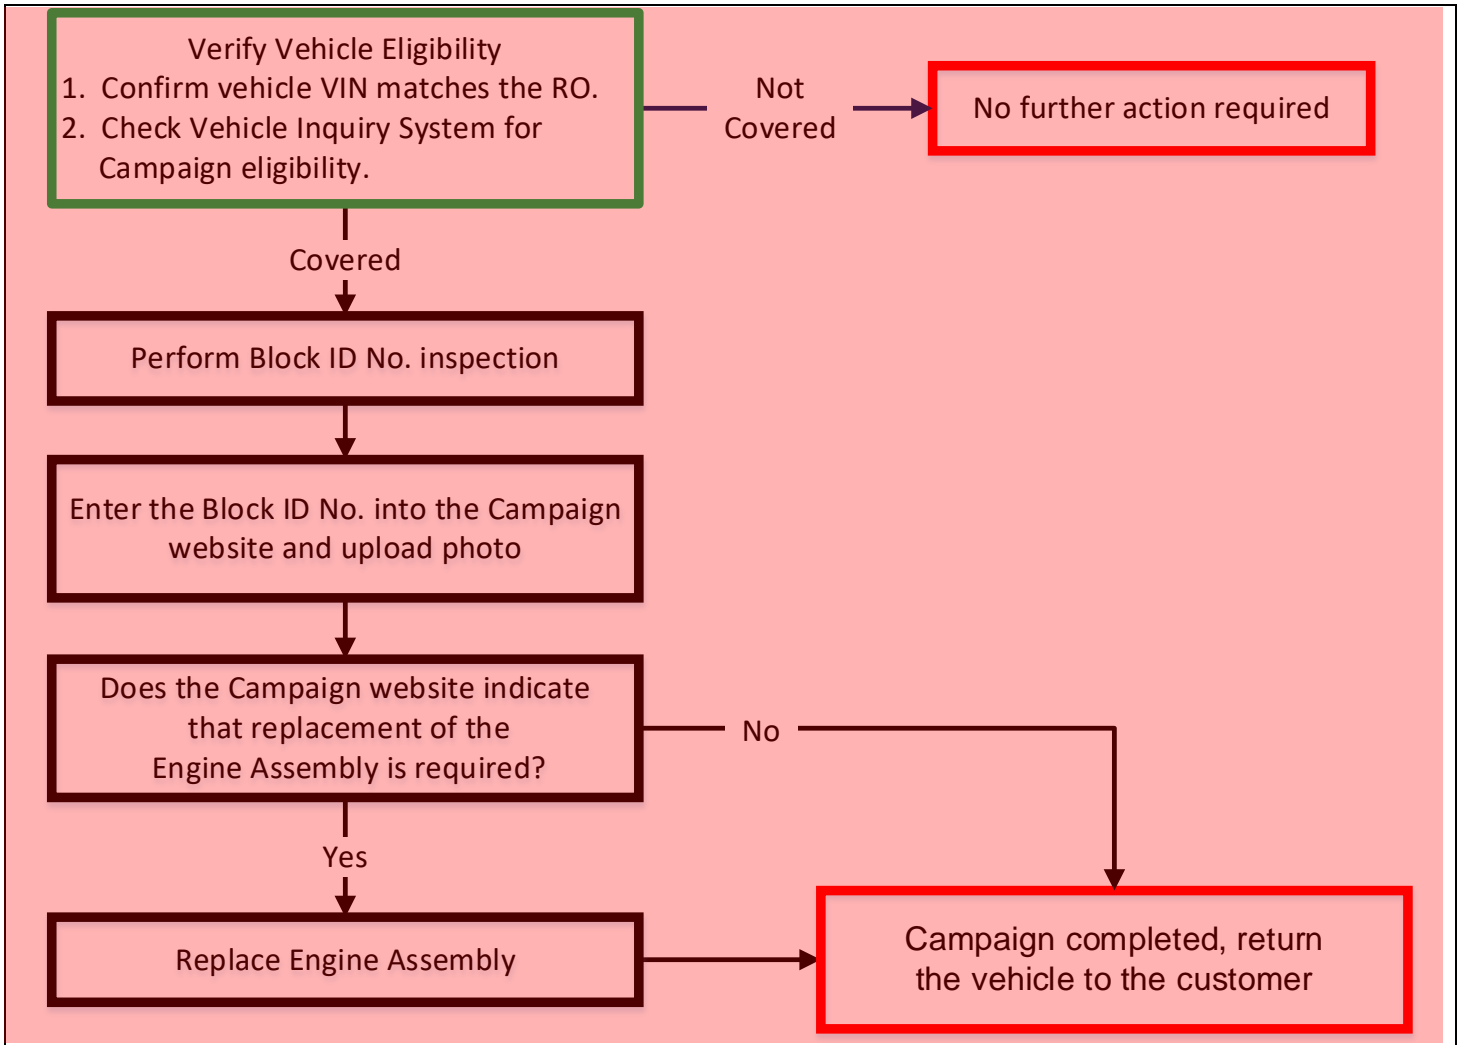 Verify Vehicle Eligibility
1. Confirm vehicle VIN matches the RO.
2. Check Vehicle Inquiry System for
Campaign eligibility.
Not
Covered
No further action required
Covered
Perform Block ID No. inspection
Enter the Block ID No. into the Campaign
website and upload photo
Does the Campaign website indicate
that replacement of the
Engine Assembly is required?
No
Yes
Replace Engine Assembly
Campaign completed, return
the vehicle to the customer